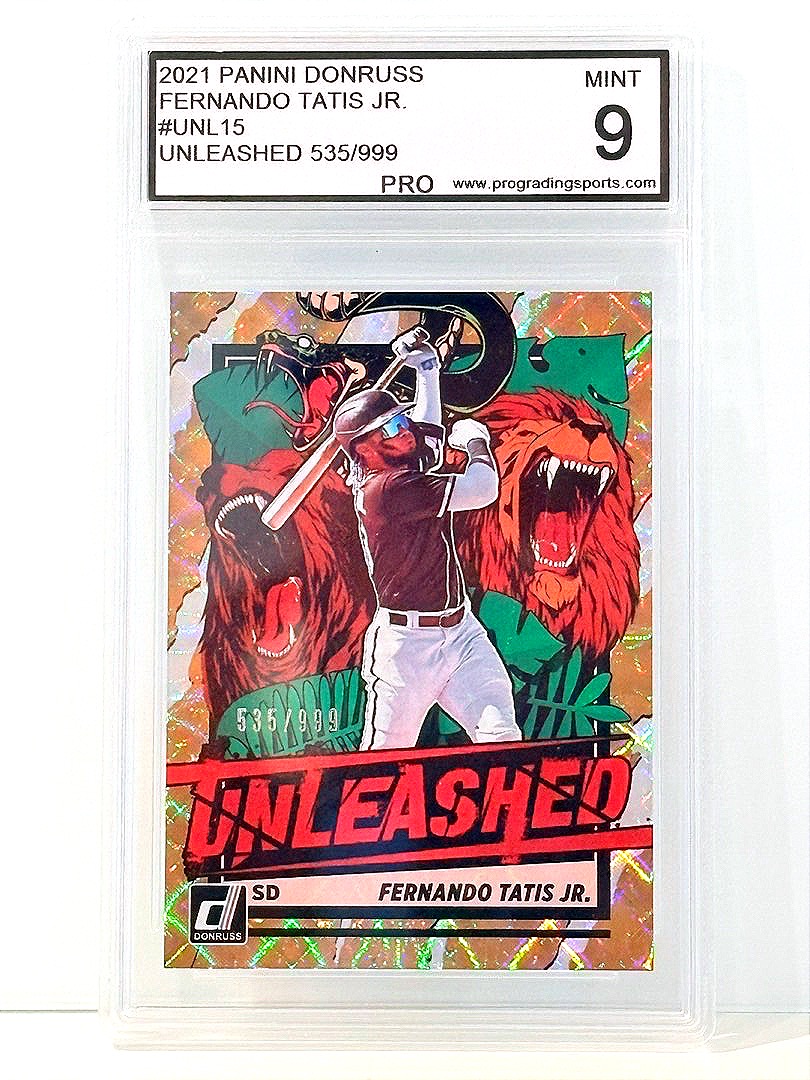 2021 PANINI DONRUSS
FERNANDO TATIS JR.
#UNL15
UNLEASHED 535/999
MINT
9
PRO www.progradingsports.com
535/999
UNLEASHED
SD FERNANDO TATIS JR.
DONRUSS